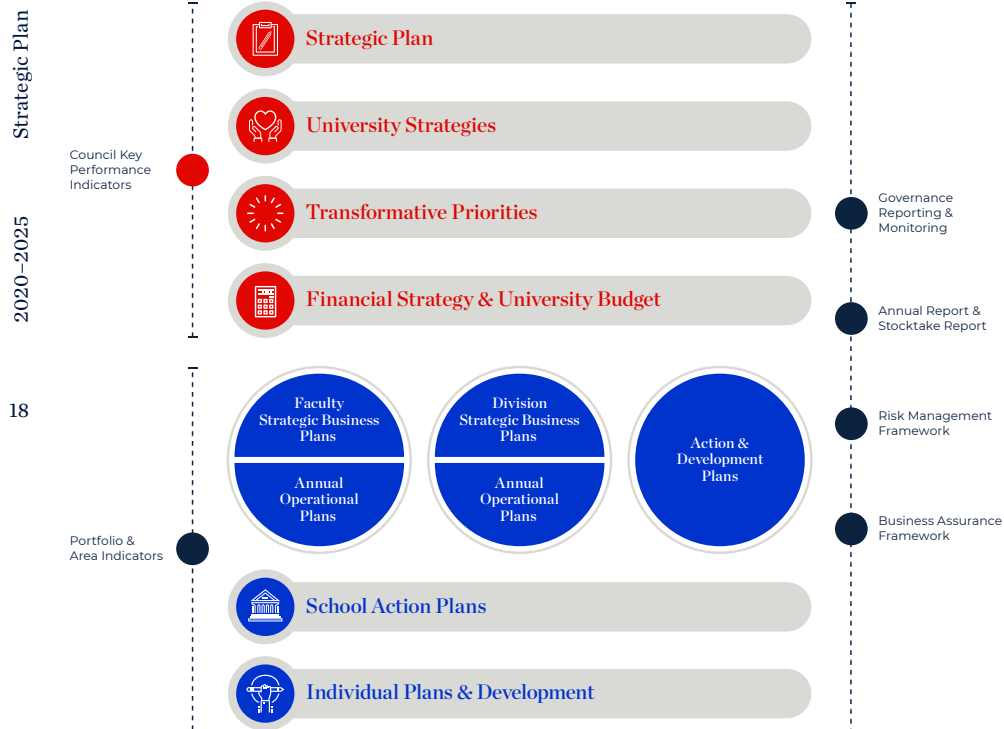 Strategic Plan
2020–2025
18
Council Key
Performance
Indicators
Strategic Plan
University Strategies
Transformative Priorities
Financial Strategy & University Budget
Governance
Reporting &
Monitoring
Annual Report &
Stocktake Report
Risk Management
Framework
Business Assurance
Framework
Faculty
Strategic Business
Plans
Annual
Operational
Plans
Division
Strategic Business
Plans
Annual
Operational
Plans
Action &
Development
Plans
Portfolio &
Area Indicators
School Action Plans
Individual Plans & Development